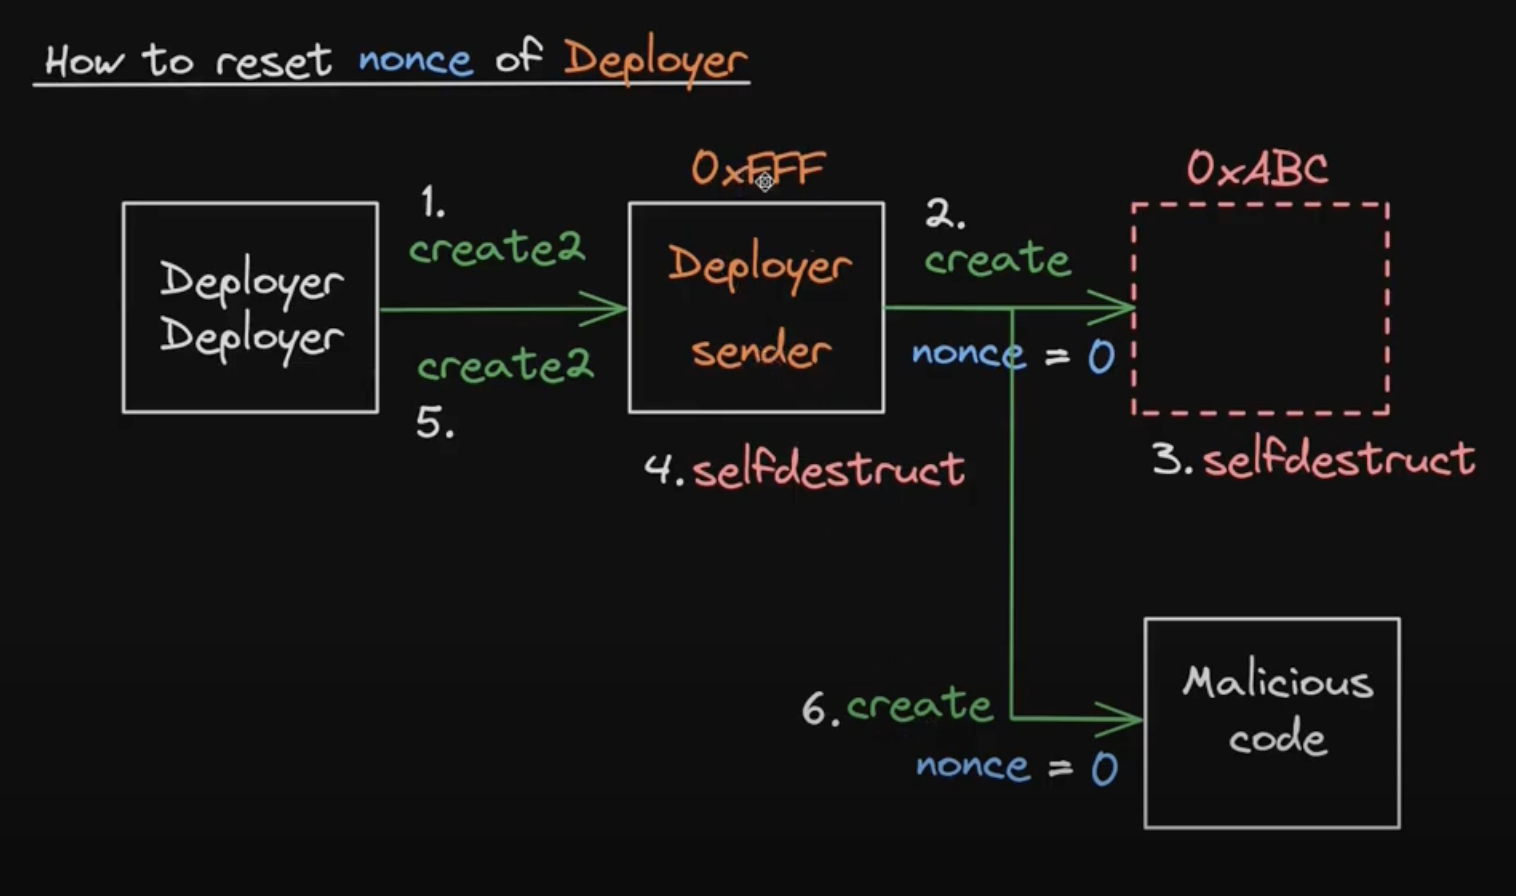 How to reset nonce of Deployer
0xFFF
0xABC
1.
create2
2.
create
Deployer
Deployer
Deployer
sender
create2
5.
nonce = 0
4. selfdestruct
3. selfdestruct
6. create
nonce = 0
Malicious
code